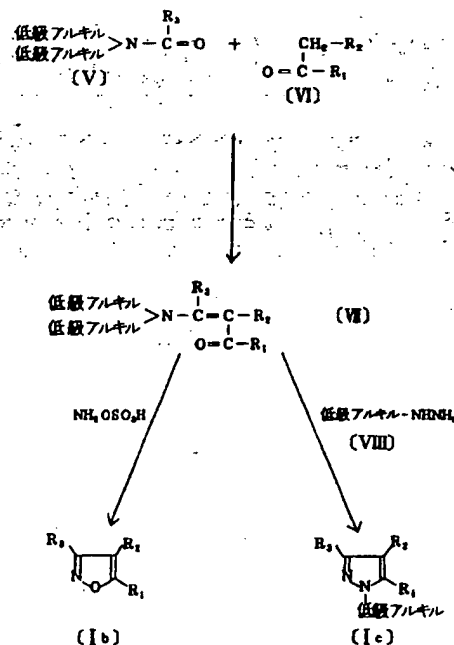 低級アルキル
低級アルキル > N－C＝O ＋ CH₂－R₂
R₃
O＝C－R₁
〔V〕
〔VI〕
低級アルキル
低級アルキル > N－C＝C－R₂
R₃
O＝C－R₁
〔VII〕
NH₂OSO₃H
低級アルキル－NHNH₂
〔VIII〕
R₃ R₂
N O R₁
R₃ R₂
N N R₁
低級アルキル
〔Ib〕
〔Ic〕